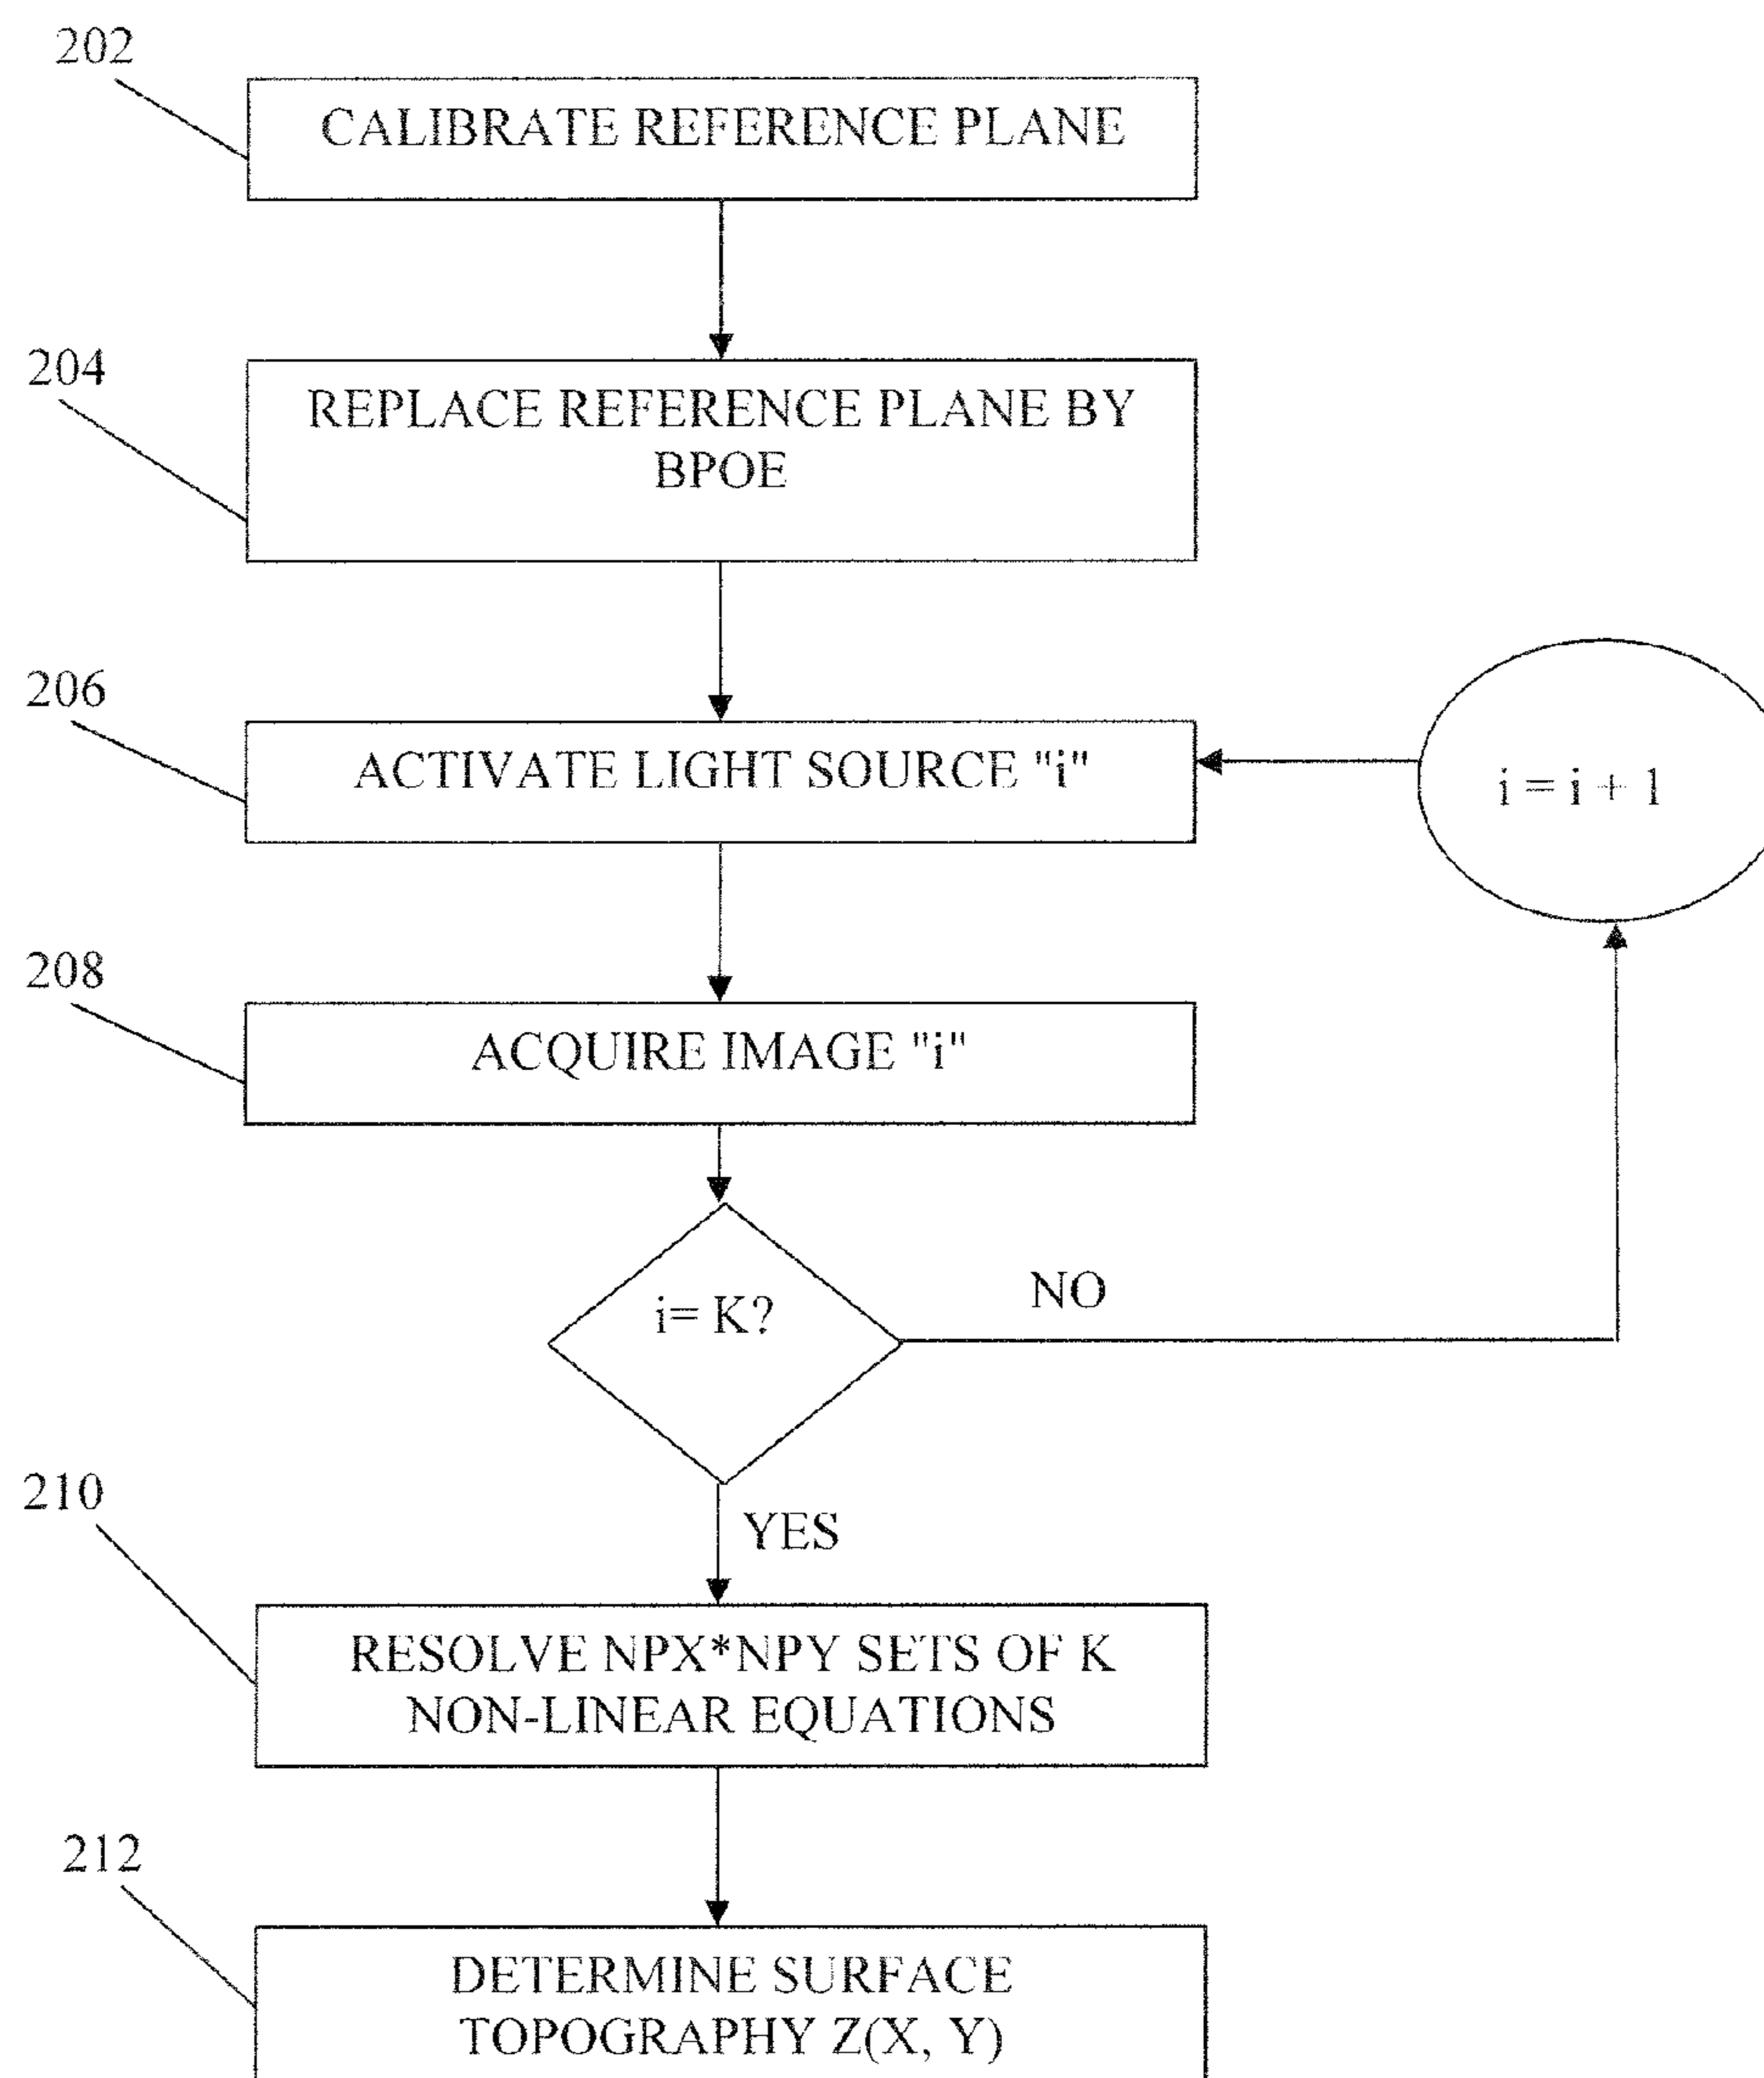 202
CALIBRATE REFERENCE PLANE
204
REPLACE REFERENCE PLANE BY
BPOE
206
ACTIVATE LIGHT SOURCE "i"
i = i + 1
208
ACQUIRE IMAGE "i"
i= K?
NO
YES
210
RESOLVE NPX*NPY SETS OF K
NON-LINEAR EQUATIONS
212
DETERMINE SURFACE
TOPOGRAPHY Z(X, Y)